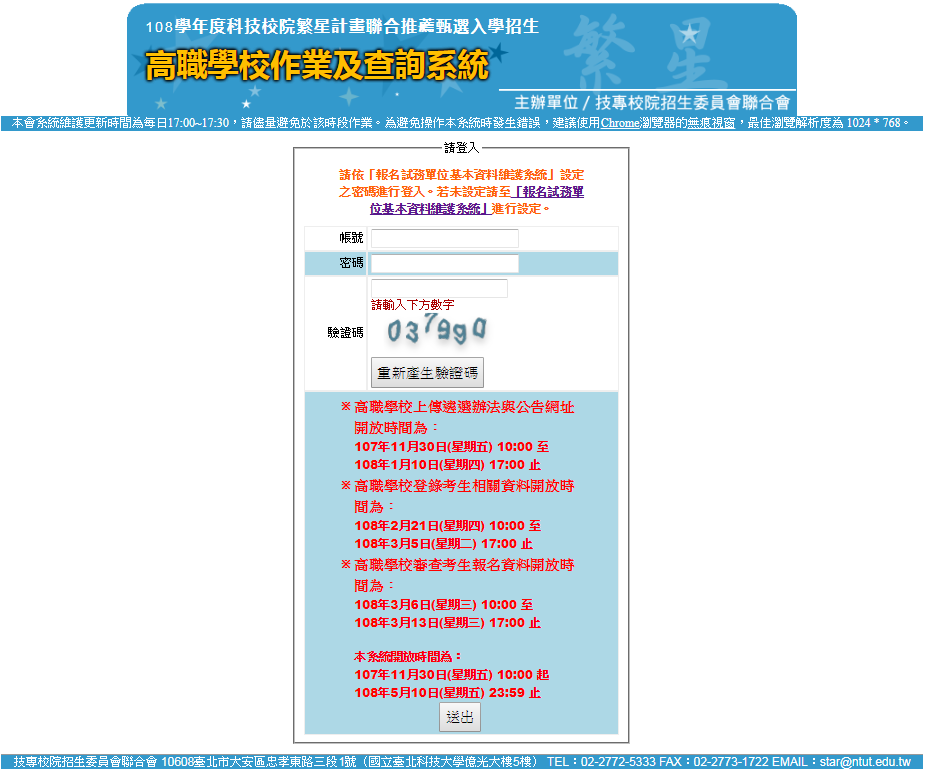 108學年度科技校院繁星計畫聯合推薦甄選入學招生
繁星
高職學校作業及查詢系統
主辦單位 / 技專校院招生委員會聯合會
本會系統維護更新時間為每日17:00~17:30，請儘量避免於該時段作業。為避免操作本系統時發生錯誤，建議使用Chrome瀏覽器的無痕視窗，最佳瀏覽解析度為 1024 * 768。
請登入
請依「報名試務單位基本資料維護系統」設定
之密碼進行登入。若未設定請至「報名試務單
位基本資料維護系統」進行設定。
帳號
密碼
請輸入下方數字
驗證碼
037990
重新產生驗證碼
※高職學校上傳遴選辦法與公告網址
開放時間為：
107年11月30日(星期五) 10:00 至
108年1月10日(星期四) 17:00 止
※高職學校登錄考生相關資料開放時
間為：
108年2月21日(星期四) 10:00 至
108年3月5日(星期二) 17:00 止
※高職學校審查考生報名資料開放時
間為：
108年3月6日(星期三) 10:00 至
108年3月13日(星期三) 17:00 止
本系統開放時間為：
107年11月30日(星期五) 10:00 起
108年5月10日(星期五) 23:59 止
送出
技專校院招生委員會聯合會 10608臺北市大安區忠孝東路三段1號（國立臺北科技大學億光大樓5樓） TEL：02-2772-5333 FAX：02-2773-1722 EMAIL：star@ntut.edu.tw